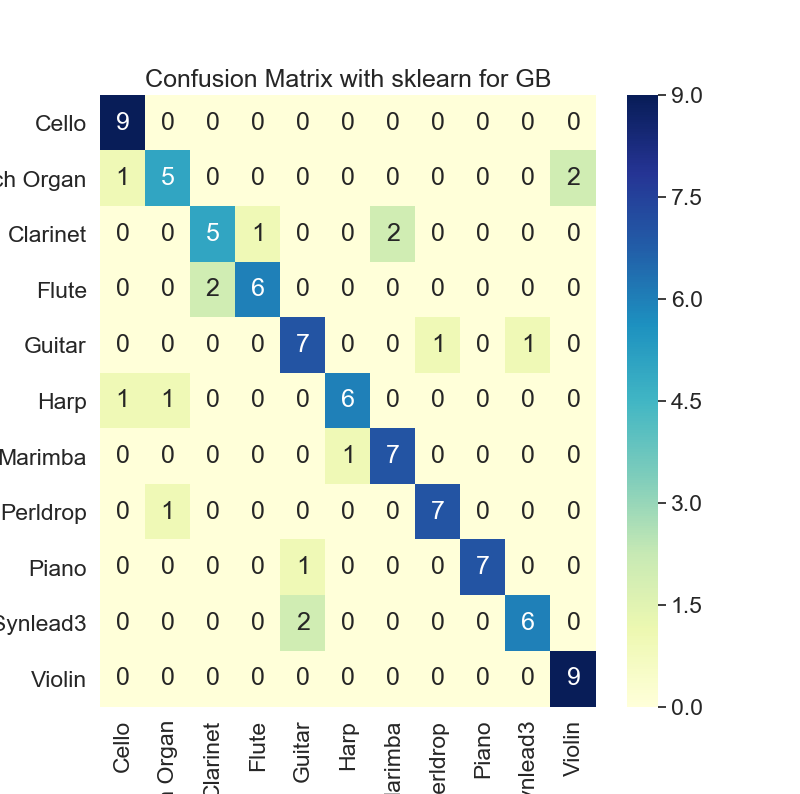 Confusion Matrix with sklearn for GB
Cello 9 0 0 0 0 0 0 0 0 0 0
ch Organ 1 5 0 0 0 0 0 0 0 0 2
Clarinet 0 0 5 1 0 0 2 0 0 0 0
Flute 0 0 2 6 0 0 0 0 0 0 0
Guitar 0 0 0 0 7 0 0 1 0 1 0
Harp 1 1 0 0 0 6 0 0 0 0 0
Marimba 0 0 0 0 0 1 7 0 0 0 0
Perldrop 0 1 0 0 0 0 0 7 0 0 0
Piano 0 0 0 0 1 0 0 0 7 0 0
Synlead3 0 0 0 0 2 0 0 0 0 6 0
Violin 0 0 0 0 0 0 0 0 0 0 9
Cello
n Organ
Clarinet
Flute
Guitar
Harp
arimba
erldrop
Piano
ynlead3
Violin
9.0
7.5
6.0
4.5
3.0
1.5
0.0